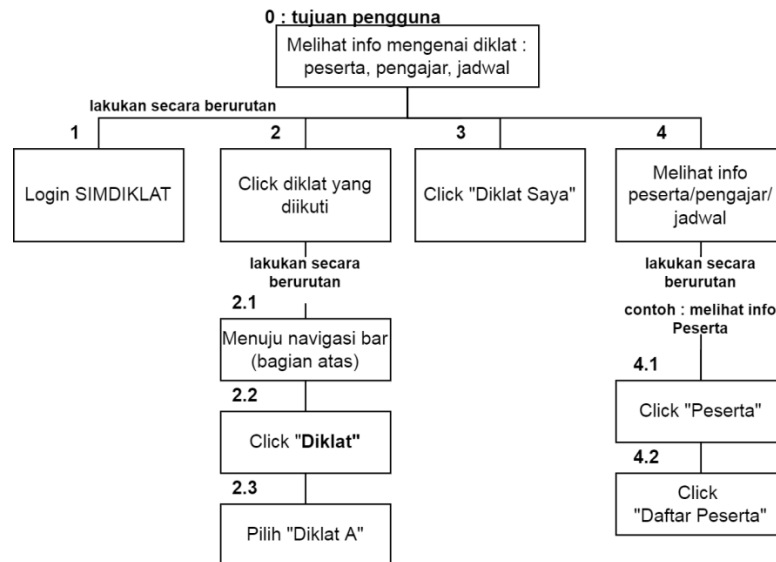 0 : tujuan pengguna
Melihat info mengenai diklat :
peserta, pengajar, jadwal
lakukan secara berurutan
1
Login SIMDIKLAT
2
Click diklat yang
diikuti
3
Click "Diklat Saya"
4
Melihat info
peserta/pengajar/
jadwal
lakukan secara
berurutan
2.1
Menuju navigasi bar
(bagian atas)
2.2
Click "Diklat"
2.3
Pilih "Diklat A"
lakukan secara
berurutan
contoh : melihat info
Peserta
4.1
Click "Peserta"
4.2
Click
"Daftar Peserta"